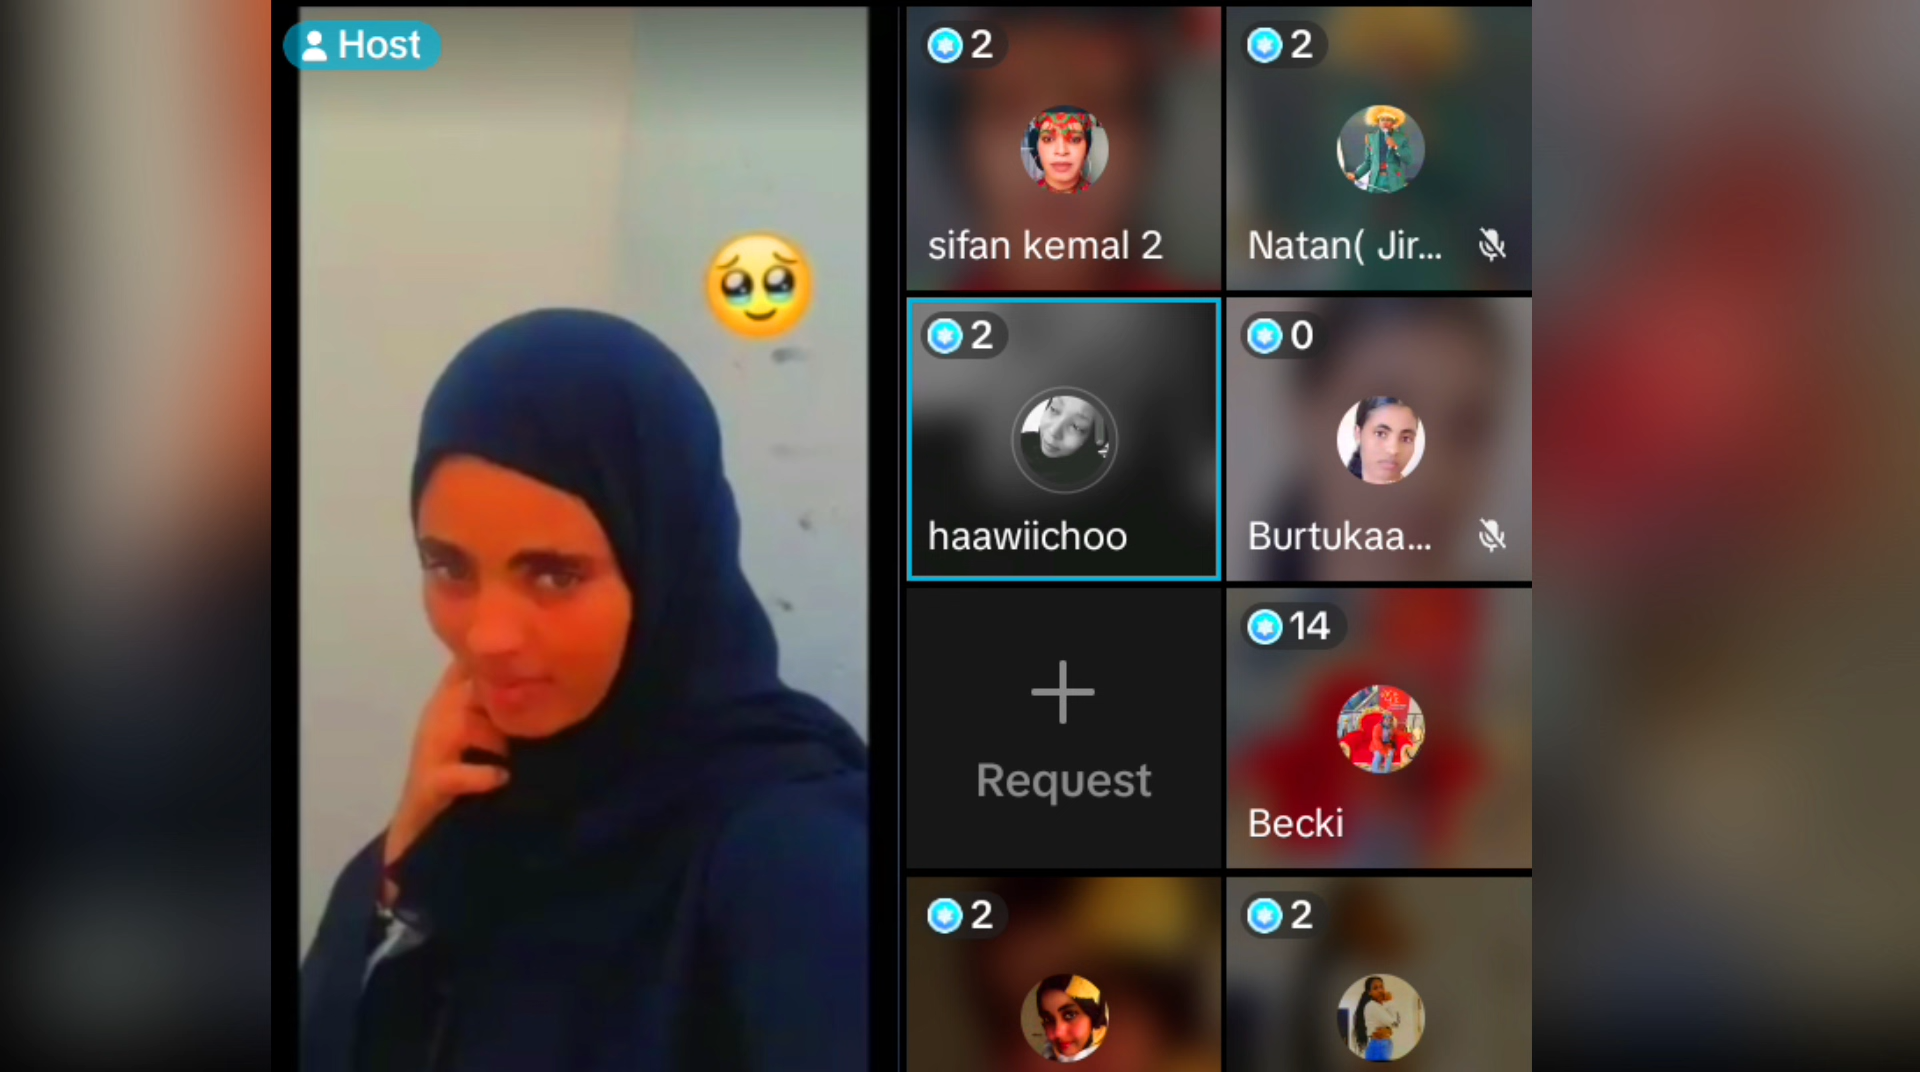 Host
2
2
sifan kemal 2
Natan( Jir...
2
0
haawiichoo
Burtukaa...
14
Request
Becki
2
2